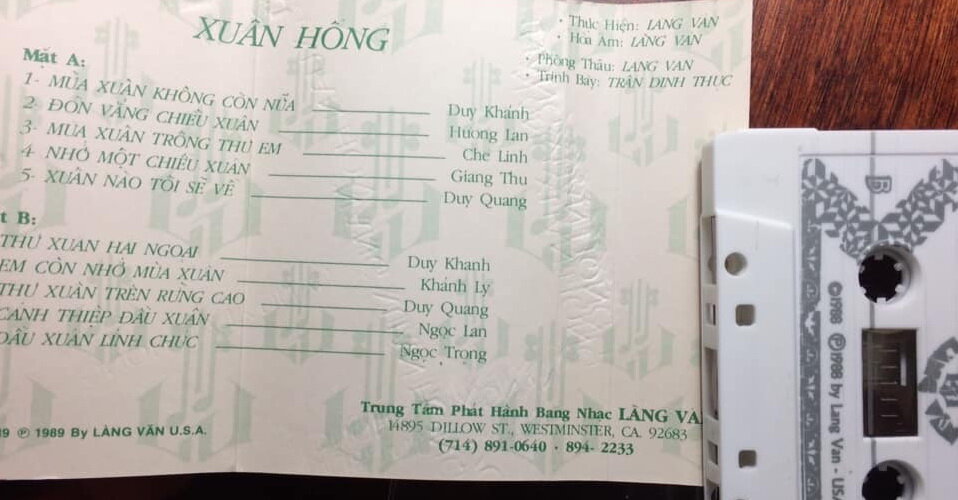 XUÂN HỒNG
• Thực Hiện: LÀNG VĂN
• Hòa Âm: LÀNG VĂN
• Phòng Thâu: LÀNG VĂN
• Trình Bày: TRẦN ĐÌNH THỤC
Mặt A:
1- MÙA XUÂN KHÔNG CÒN NỮA Duy Khánh
2- ĐỒN VẮNG CHIỀU XUÂN Hương Lan
3- MÙA XUÂN TRÔNG THƯ EM Chế Linh
4- NHỚ MỘT CHIỀU XUÂN Giang Thu
5- XUÂN NÀO TÔI SẼ VỀ Duy Quang
t B:
THƯ XUÂN HẢI NGOẠI Duy Khanh
EM CÒN NHỚ MÙA XUÂN Khánh Ly
THƯ XUÂN TRÊN RỪNG CAO Duy Quang
CÁNH THIỆP ĐẦU XUÂN Ngọc Lan
ĐẦU XUÂN LÍNH CHÚC Ngọc Trọng
Trung Tâm Phát Hành Băng Nhạc LÀNG VĂ
14895 DILLOW ST., WESTMINSTER, CA. 92683
(714) 891-0640 · 894- 2233
89 ℗ 1989 By LÀNG VĂN U.S.A.
B
©1988 ℗ 1988 by Làng Văn - USA